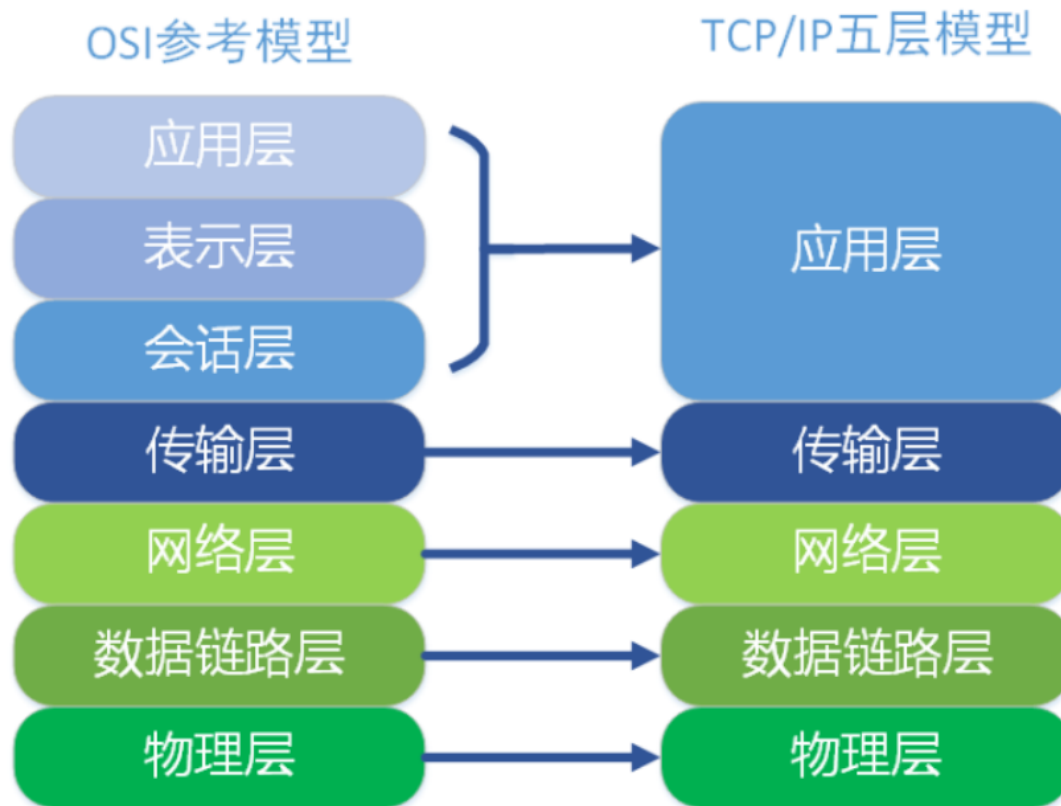 OSI参考模型
应用层
表示层
会话层
传输层
网络层
数据链路层
物理层
TCP/IP五层模型
应用层
传输层
网络层
数据链路层
物理层